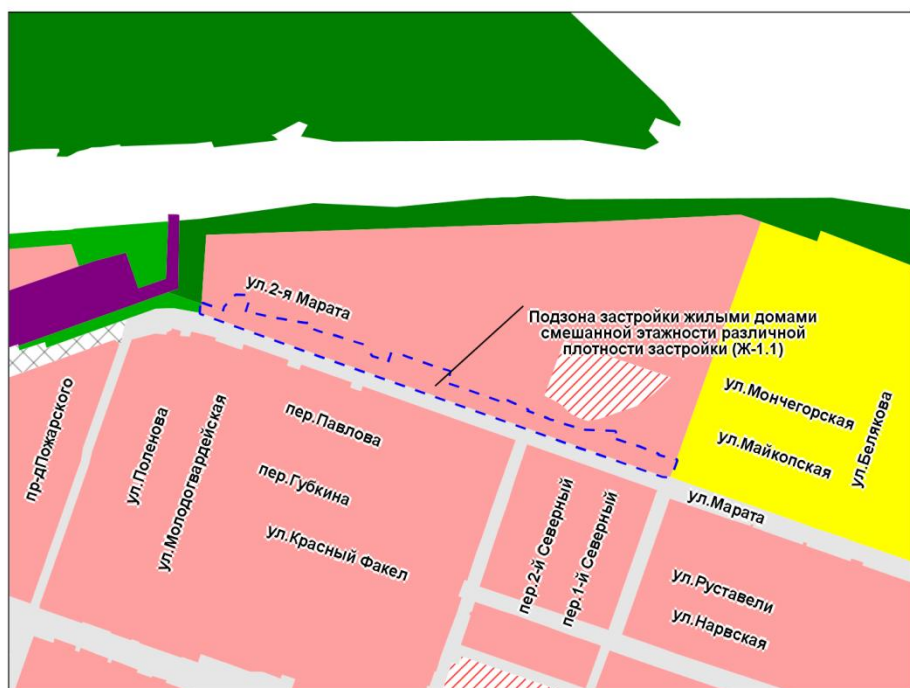 ул.2-я Марата
Подзона застройки жилыми домами
смешанной этажности различной
плотности застройки (Ж-1.1)
ул.Мончегорская
ул.Майкопская
ул.Белякова
пр-дПожарского
ул.Поленова
ул.Молодогвардейская
пер.Павлова
пер.Губкина
ул.Красный Факел
пер.2-й Северный
пер.1-й Северный
ул.Марата
ул.Руставели
ул.Нарвская